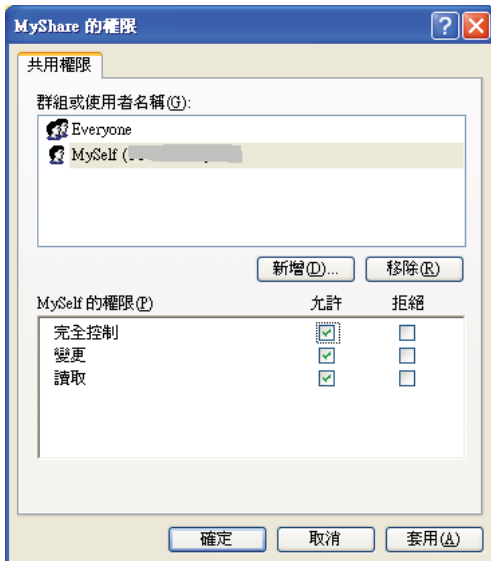 MyShare 的權限
共用權限
群組或使用者名稱(G):
Everyone
MySelf (
新增(D)... 移除(R)
MySelf 的權限(P) 允許 拒絕
完全控制
變更
讀取
確定 取消 套用(A)